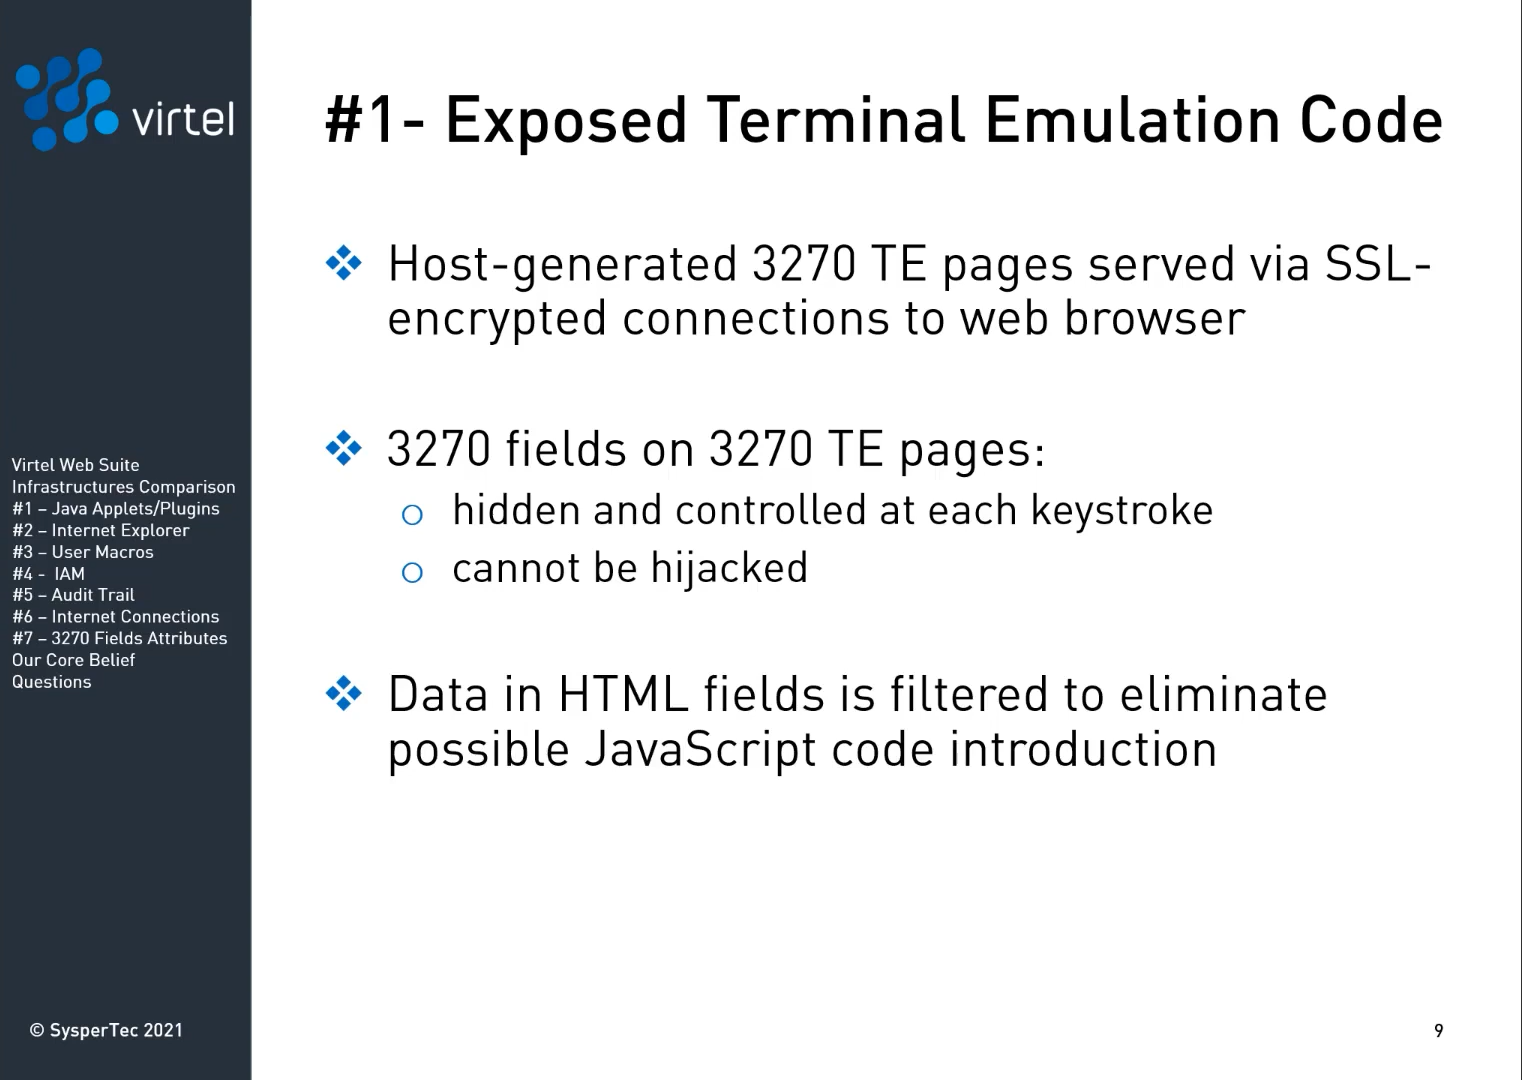 virtel
#1- Exposed Terminal Emulation Code
❖ Host-generated 3270 TE pages served via SSL-
encrypted connections to web browser
❖ 3270 fields on 3270 TE pages:
o hidden and controlled at each keystroke
o cannot be hijacked
❖ Data in HTML fields is filtered to eliminate
possible JavaScript code introduction
Virtel Web Suite
Infrastructures Comparison
#1 – Java Applets/Plugins
#2 – Internet Explorer
#3 – User Macros
#4 - IAM
#5 – Audit Trail
#6 – Internet Connections
#7 – 3270 Fields Attributes
Our Core Belief
Questions
© SysperTec 2021
9